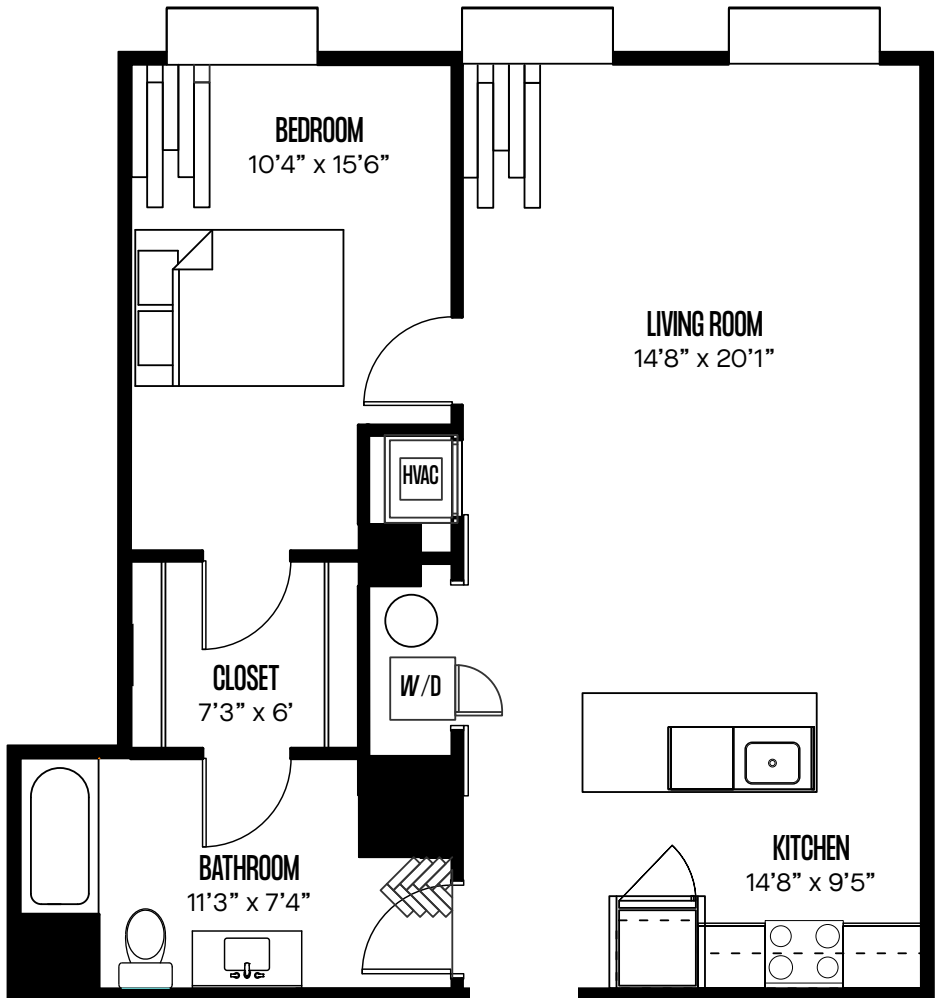 BEDROOM
10’4” x 15’6”
LIVING ROOM
14’8” x 20’1”
HVAC
CLOSET
7’3” x 6’
W/D
KITCHEN
14’8” x 9’5”
BATHROOM
11’3” x 7’4”